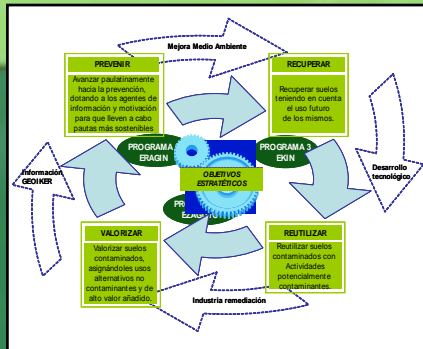 Mejora Medio Ambiente
PREVENIR
Avanzar paulatinamente
hacia la prevención,
dotando a los agentes de
información y motivación
para que lleven a cabo
pautas más sostenibles
RECUPERAR
Recuperar suelos
teniendo en cuenta
el uso futuro
de los mismos.
PROGRAMA
ERAGIN
PROGRAMA 3
EKIN
OBJETIVOS
ESTRATÉTICOS
Información
GEOIKER
Desarrollo
tecnológico
VALORIZAR
Valorizar suelos
contaminados,
asignándoles usos
alternativos no
contaminantes y de
alto valor añadido.
REUTILIZAR
Reutilizar suelos
contaminados con
Actividades
potencialmente
contaminantes.
Industria remediación